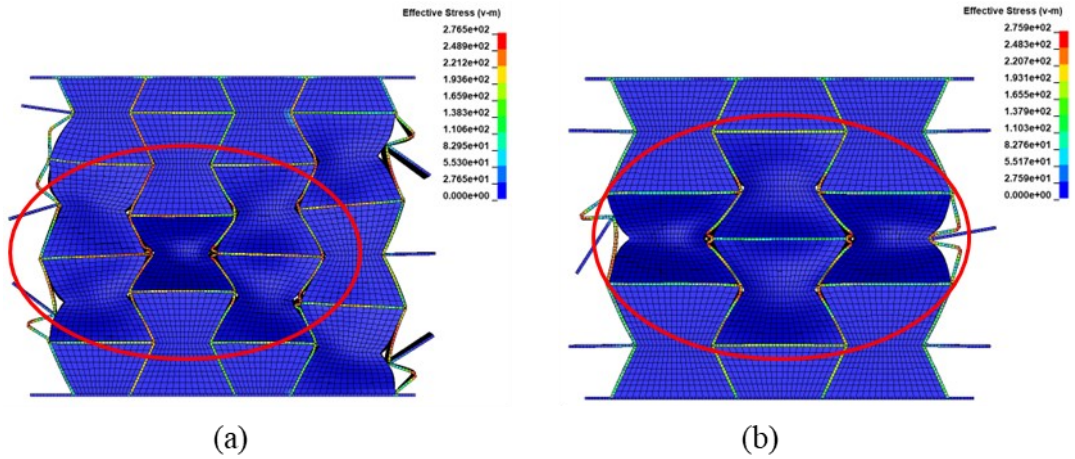 Effective Stress (v-m)
2.765e+02
2.489e+02
2.212e+02
1.936e+02
1.659e+02
1.383e+02
1.106e+02
8.295e+01
5.530e+01
2.765e+01
0.000e+00
Effective Stress (v-m)
2.759e+02
2.483e+02
2.207e+02
1.931e+02
1.655e+02
1.379e+02
1.103e+02
8.276e+01
5.517e+01
2.759e+01
0.000e+00
(a)
(b)